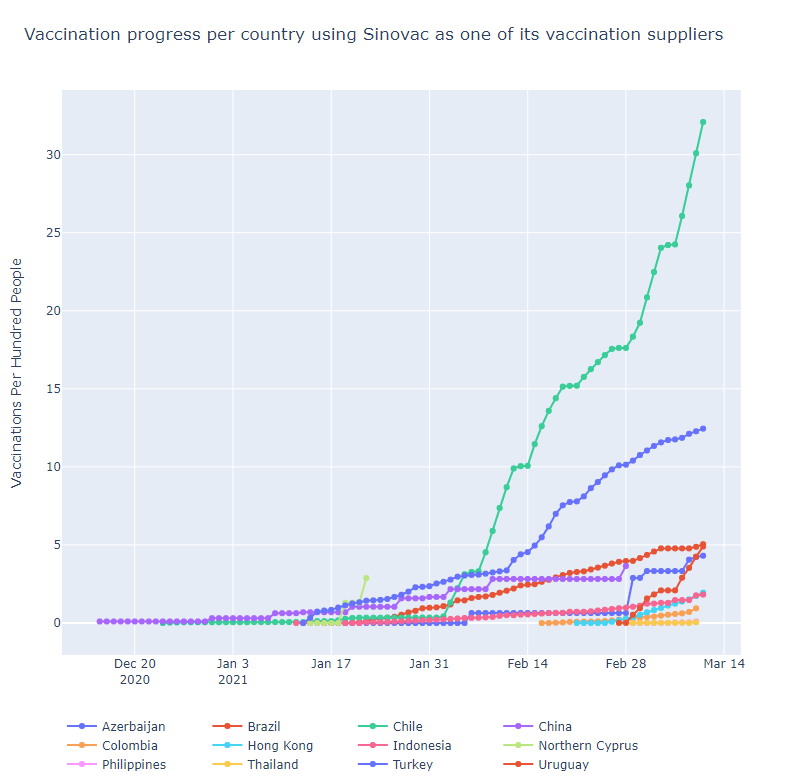 Vaccination progress per country using Sinovac as one of its vaccination suppliers
Vaccinations Per Hundred People
30
25
20
15
10
5
0
Dec 20 Jan 3 Jan 17 Jan 31 Feb 14 Feb 28 Mar 14
2020 2021
Azerbaijan Brazil Chile China
Colombia Hong Kong Indonesia Northern Cyprus
Philippines Thailand Turkey Uruguay